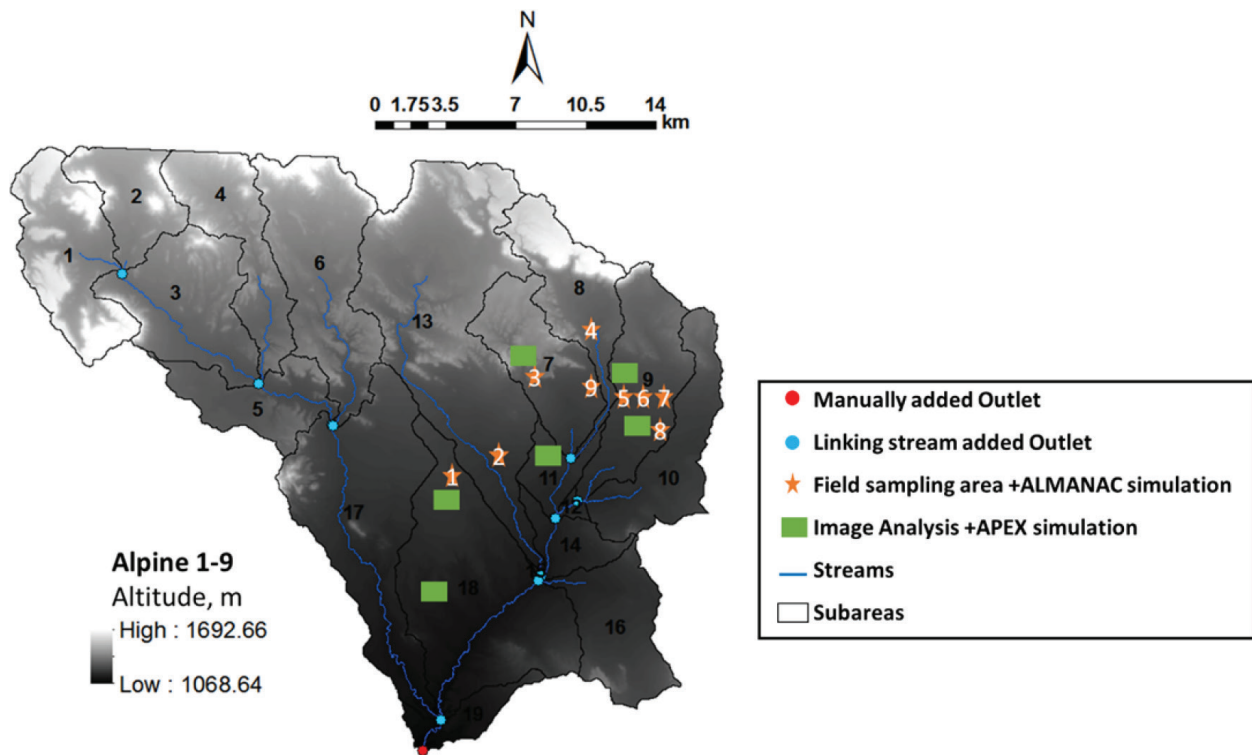 N
0 1.753.5 7 10.5 14
km
2
4
1
6
3
8
13
4
7
3
9
9
5 6 7
5
8
2
1
11
10
12
17
14
15
18
16
19
Alpine 1-9
Altitude, m
High : 1692.66
Low : 1068.64
Manually added Outlet
Linking stream added Outlet
Field sampling area +ALMANAC simulation
Image Analysis +APEX simulation
Streams
Subareas